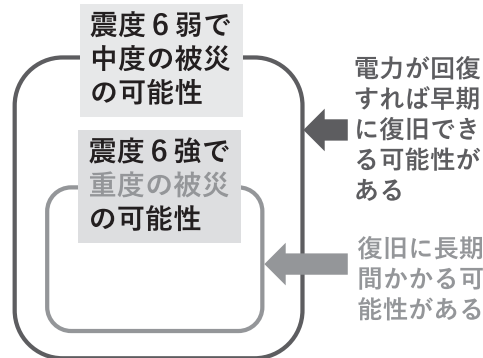 震度６弱で
中度の被災
の可能性
電力が回復
すれば早期
に復旧でき
る可能性が
ある
震度６強で
重度の被災
の可能性
復旧に長期
間かかる可
能性がある